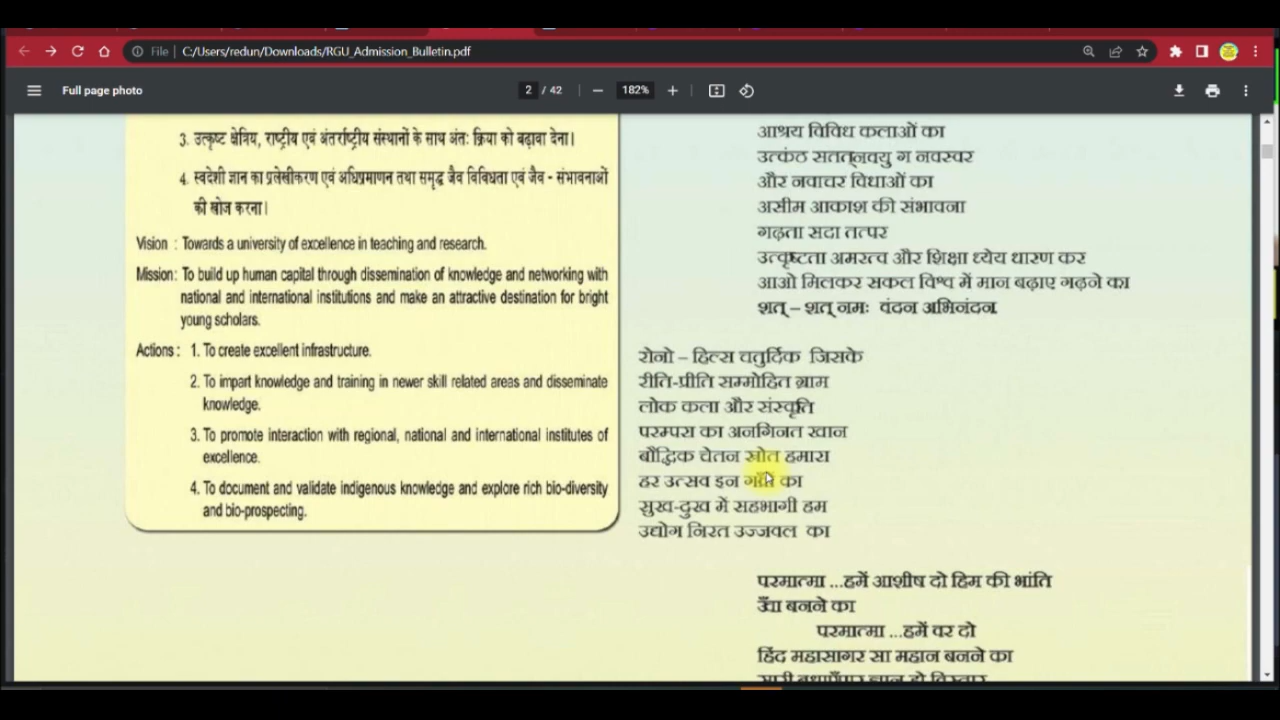 File | C:/Users/redun/Downloads/RGU_Admission_Bulletin.pdf
Full page photo
2 / 42
182%
3. उत्कृष्ट क्षेत्रिय, राष्ट्रीय एवं अंतर्राष्ट्रीय संस्थानों के साथ अंतः क्रिया को बढ़ावा देना।
4. स्वदेशी ज्ञान का प्रलेखीकरण एवं अधिप्रमाणन तथा समृद्ध जैव विविधता एवं जैव - संभावनाओं
की खोज करना।
Vision : Towards a university of excellence in teaching and research.
Mission: To build up human capital through dissemination of knowledge and networking with
national and international institutions and make an attractive destination for bright
young scholars.
Actions : 1. To create excellent infrastructure.
2. To impart knowledge and training in newer skill related areas and disseminate
knowledge.
3. To promote interaction with regional, national and international institutes of
excellence.
4. To document and validate indigenous knowledge and explore rich bio-diversity
and bio-prospecting.
आश्रय विविध कलाओं का
उत्कंठ सतत्नवयु ग नवस्वर
और नवाचर विधाओं का
असीम आकाश की संभावना
गढ़ता सदा तत्पर
उत्कृष्टता अमरत्व और शिक्षा ध्येय धारण कर
आओ मिलकर सकल विश्व में मान बढ़ाए गढ़ने का
शत् – शत् नमः वंदन अभिनंदन
रोनो – हिल्स चतुर्दिक जिसके
रीति-प्रीति सम्मोहित ग्राम
लोक कला और संस्कृति
परम्परा का अनगिनत खान
बौद्धिक चेतन स्रोत हमारा
हर उत्सव इन का
सुख-दुख में सहभागी हम
उद्योग निरत उज्जवल का
परमात्मा ...हमें आशीष दो हिम की भांति
बनने का
परमात्मा ...हमें वर दो
हिंद महासागर सा महान बनने का